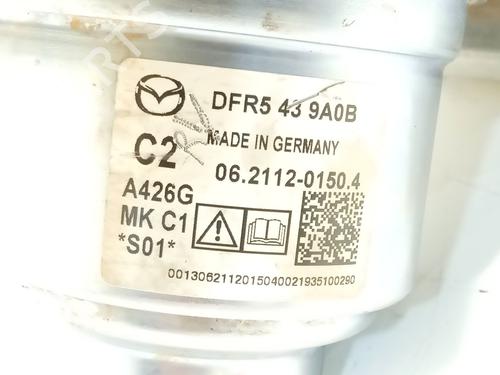 DFR5 43 9A0B
MADE IN GERMANY
C2
06.2112-0150.4
A426G
MK C1
*S01*
0013062112015040021935100290